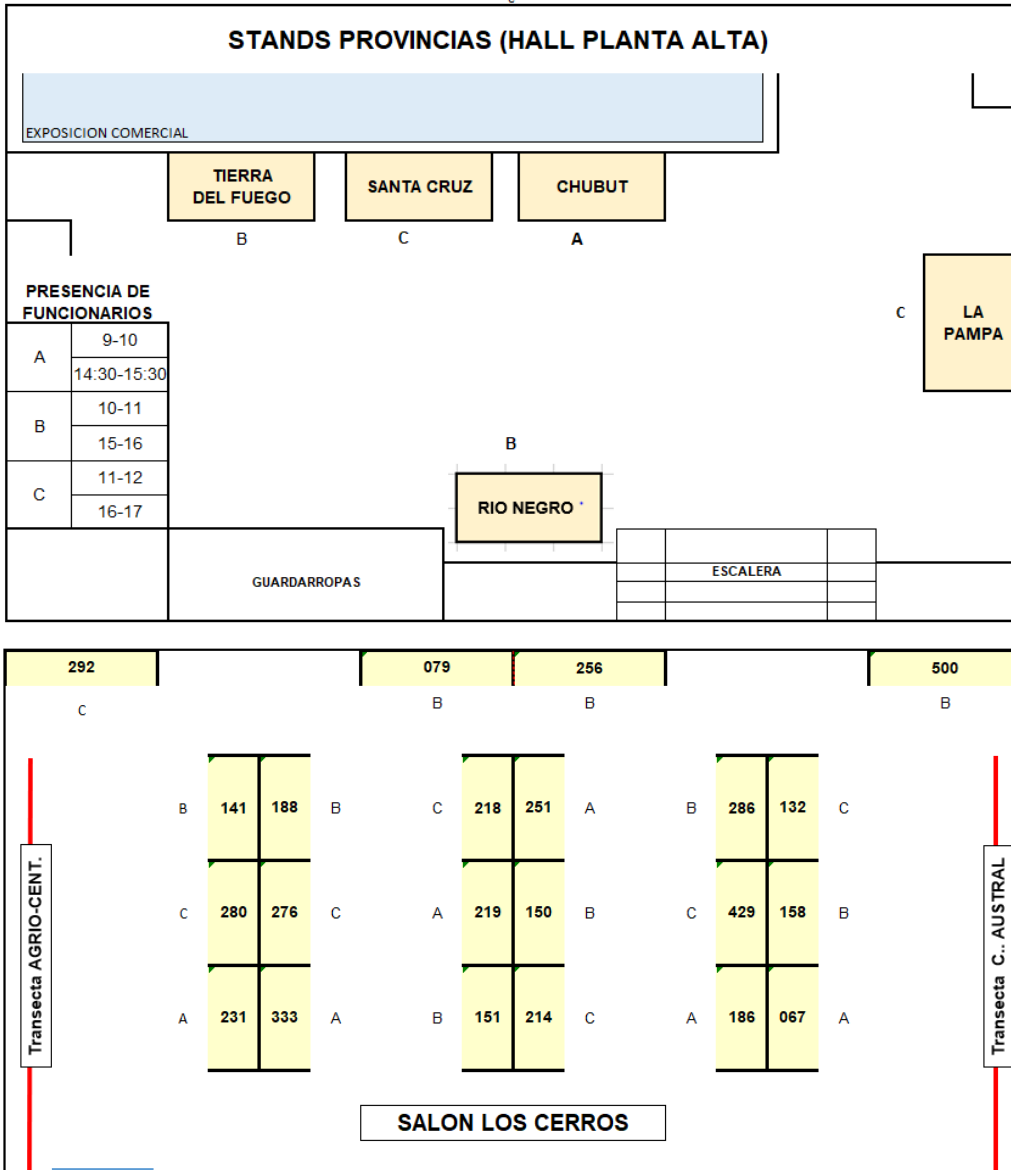 STANDS PROVINCIAS (HALL PLANTA ALTA)
EXPOSICION COMERCIAL
TIERRA
DEL FUEGO
SANTA CRUZ
CHUBUT
B
C
A
PRESENCIA DE
FUNCIONARIOS
A
9-10
14:30-15:30
B
10-11
15-16
C
11-12
16-17
C
LA
PAMPA
B
RIO NEGRO *
GUARDARROPAS
ESCALERA
292
079
256
500
C
B
B
B
B 141 188 B
C 218 251 A
B 286 132 C
C 280 276 C
A 219 150 B
C 429 158 B
A 231 333 A
B 151 214 C
A 186 067 A
Transecta AGRIO-CENT.
Transecta C.. AUSTRAL
SALON LOS CERROS